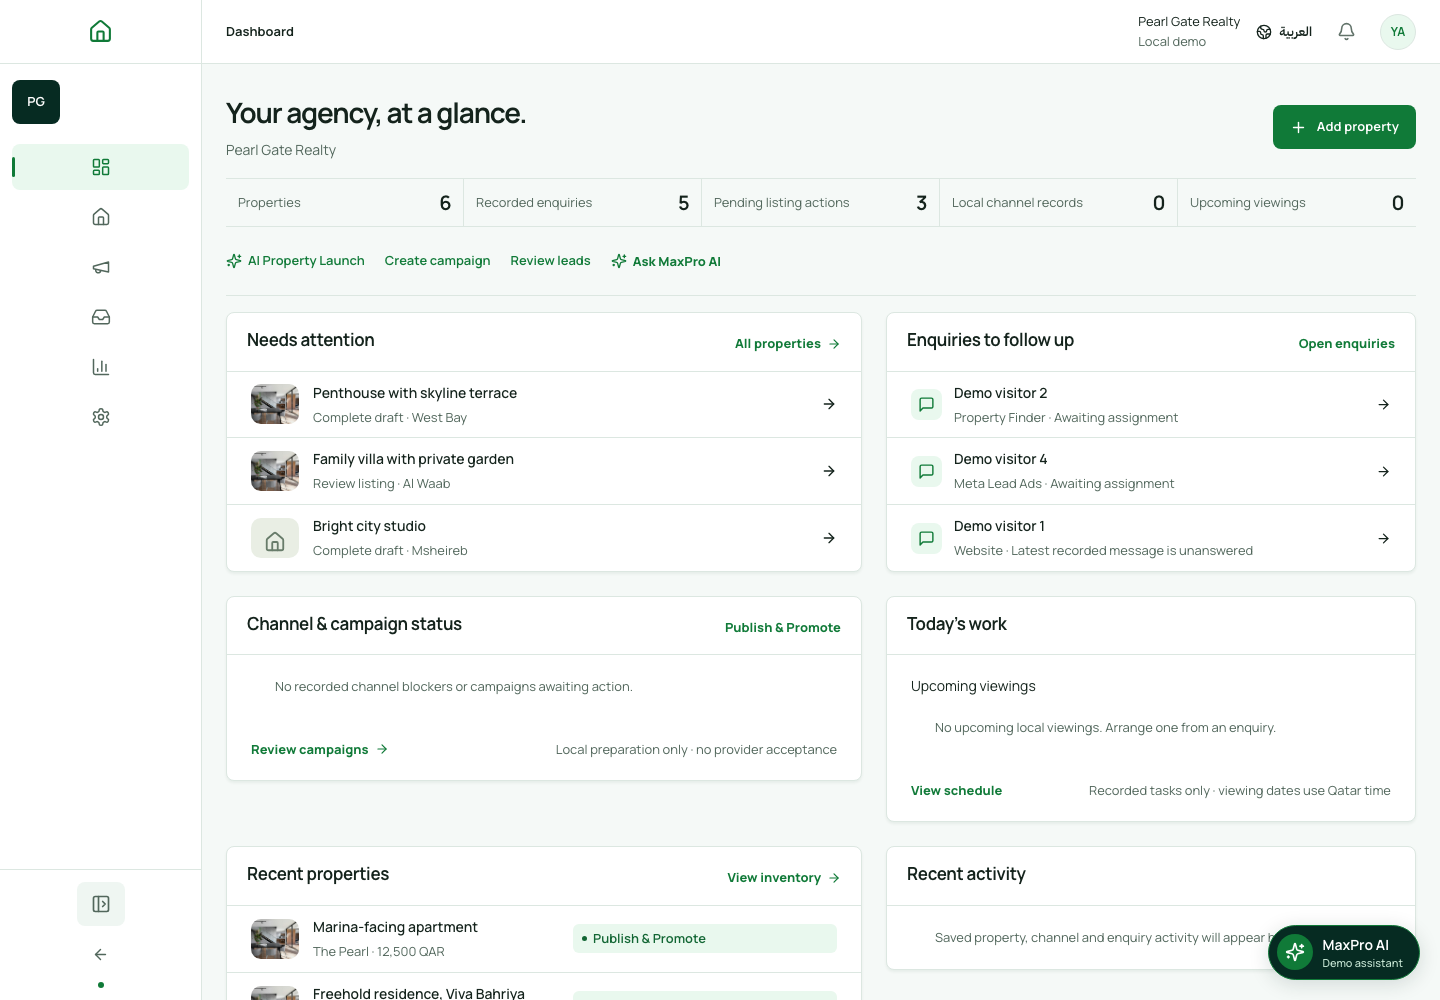 Dashboard
Pearl Gate Realty
Local demo
العربية
YA
PG
Your agency, at a glance.
Pearl Gate Realty
Add property
Properties 6
Recorded enquiries 5
Pending listing actions 3
Local channel records 0
Upcoming viewings 0
AI Property Launch
Create campaign
Review leads
Ask MaxPro AI
Needs attention
All properties
Penthouse with skyline terrace
Complete draft · West Bay
Family villa with private garden
Review listing · Al Waab
Bright city studio
Complete draft · Msheireb
Enquiries to follow up
Open enquiries
Demo visitor 2
Property Finder · Awaiting assignment
Demo visitor 4
Meta Lead Ads · Awaiting assignment
Demo visitor 1
Website · Latest recorded message is unanswered
Channel & campaign status
Publish & Promote
No recorded channel blockers or campaigns awaiting action.
Review campaigns
Local preparation only · no provider acceptance
Today's work
Upcoming viewings
No upcoming local viewings. Arrange one from an enquiry.
View schedule
Recorded tasks only · viewing dates use Qatar time
Recent properties
View inventory
Marina-facing apartment
The Pearl · 12,500 QAR
Publish & Promote
Freehold residence, Viva Bahriya
Recent activity
Saved property, channel and enquiry activity will appear
MaxPro AI
Demo assistant